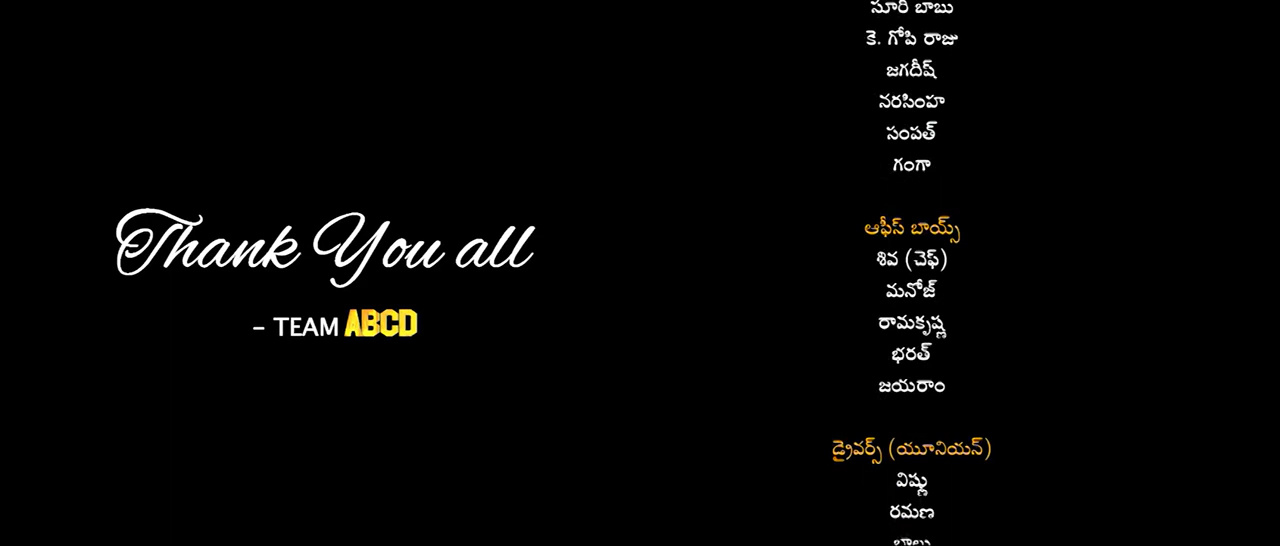 Thank You all
– TEAM ABCD
సూరి బాబు
కె. గోపి రాజు
జగదీష్
నరసింహ
సంపత్
గంగా
ఆఫీస్ బాయ్స్
శివ (చెఫ్)
మనోజ్
రామకృష్ణ
భరత్
జయరాం
డ్రైవర్స్ (యూనియన్)
విష్ణు
రమణ